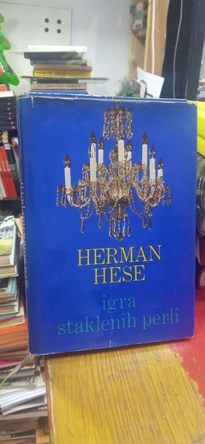 HERMAN
HESE
igra
staklenih perli